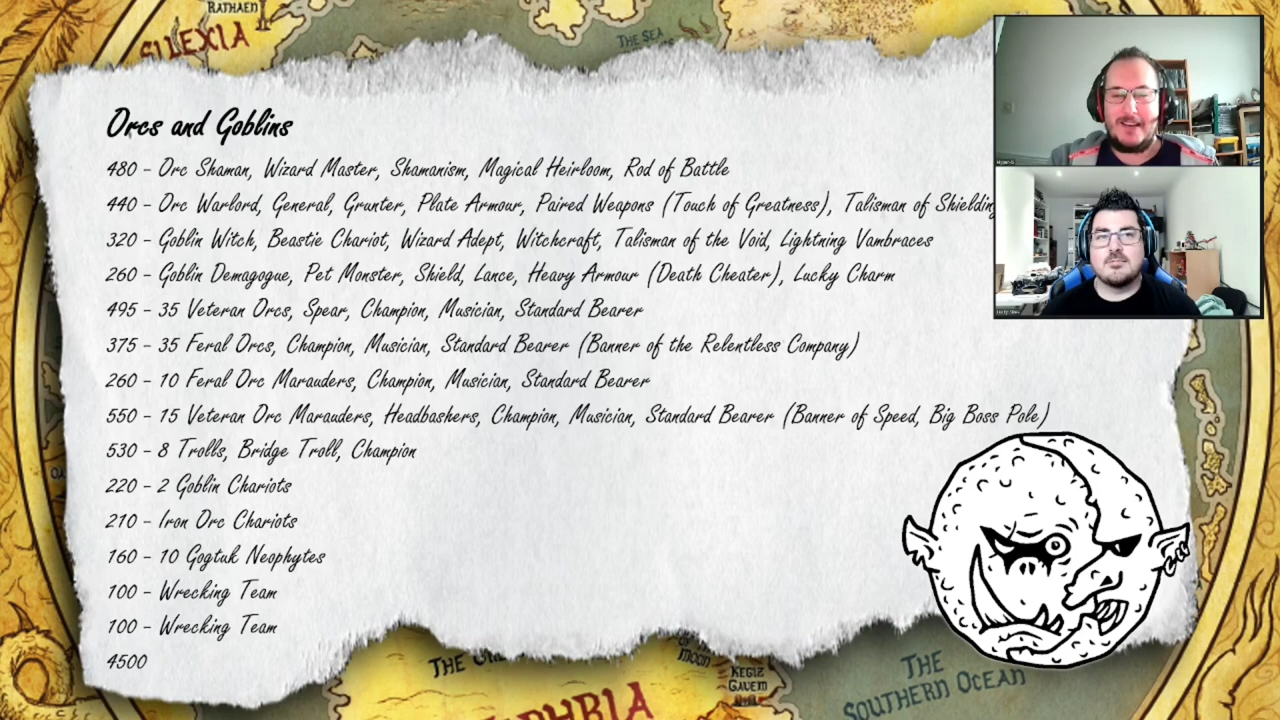 RATHAEN
SILEXIA
THE SEA
Orcs and Goblins
480 - Orc Shaman, Wizard Master, Shamanism, Magical Heirloom, Rod of Battle
440 - Orc Warlord, General, Grunter, Plate Armour, Paired Weapons (Touch of Greatness), Talisman of Shielding
320 - Goblin Witch, Beastie Chariot, Wizard Adept, Witchcraft, Talisman of the Void, Lightning Vambraces
260 - Goblin Demagogue, Pet Monster, Shield, Lance, Heavy Armour (Death Cheater), Lucky Charm
495 - 35 Veteran Orcs, Spear, Champion, Musician, Standard Bearer
375 - 35 Feral Orcs, Champion, Musician, Standard Bearer (Banner of the Relentless Company)
260 - 10 Feral Orc Marauders, Champion, Musician, Standard Bearer
550 - 15 Veteran Orc Marauders, Headbashers, Champion, Musician, Standard Bearer (Banner of Speed, Big Boss Pole)
530 - 8 Trolls, Bridge Troll, Champion
220 - 2 Goblin Chariots
210 - Iron Orc Chariots
160 - 10 Gogtuk Neophytes
100 - Wrecking Team
100 - Wrecking Team
4500
THE
MOON
KEGIZ
GAVEM
THE
SOUTHERN OCEAN